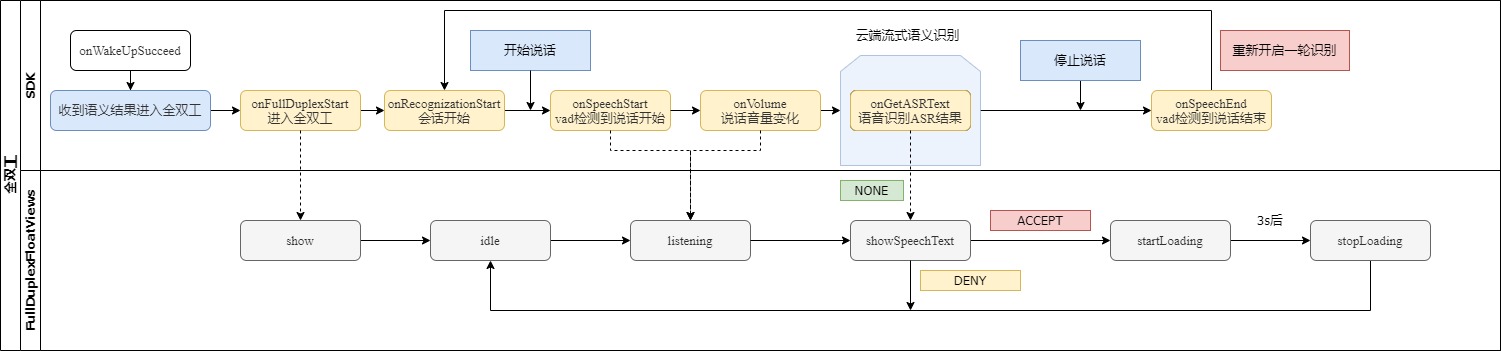 全双工
SDK
onWakeUpSucceed
收到语义结果进入全双工
onFullDuplexStart
进入全双工
onRecognizationStart
会话开始
开始说话
onSpeechStart
vad检测到说话开始
onVolume
说话音量变化
云端流式语义识别
onGetASRText
语音识别ASR结果
停止说话
onSpeechEnd
vad检测到说话结束
重新开启一轮识别
FullDuplexFloatViews
show
idle
listening
NONE
showSpeechText
ACCEPT
DENY
startLoading
3s后
stopLoading